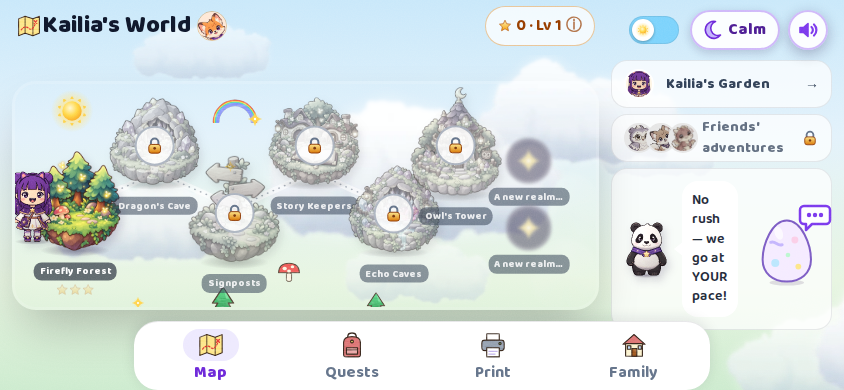 Kailia's World
0 · Lv 1 ⓘ
Calm
Kailia's Garden →
Friends'
adventures
Dragon's Cave
Story Keepers
Owl's Tower
A new realm…
A new realm…
Firefly Forest
Signposts
Echo Caves
No
rush
— we
go at
YOUR
pace!
Map
Quests
Print
Family